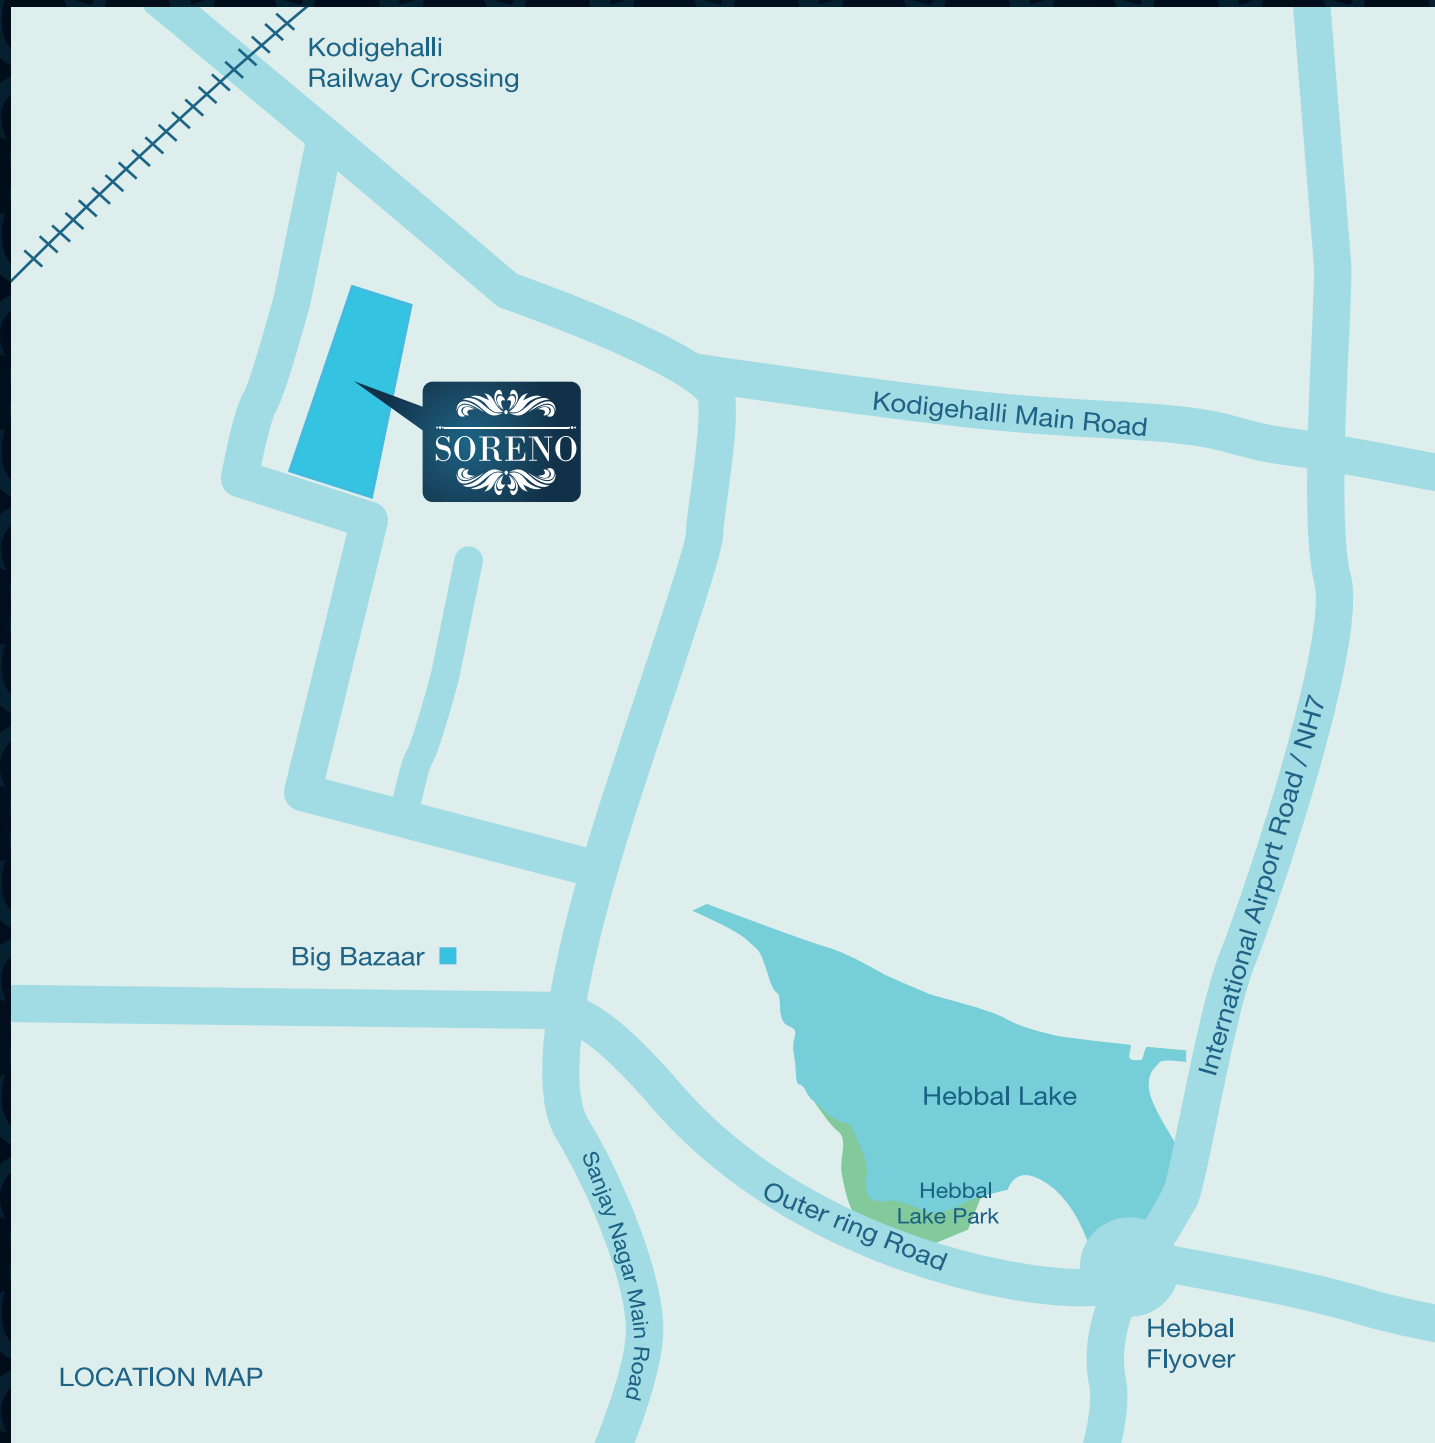 Kodigehalli
Railway Crossing
Kodigehalli Main Road
SORENO
International Airport Road / NH7
Big Bazaar
Hebbal Lake
Hebbal
Lake Park
Outer ring Road
Sanjay Nagar Main Road
Hebbal
Flyover
LOCATION MAP